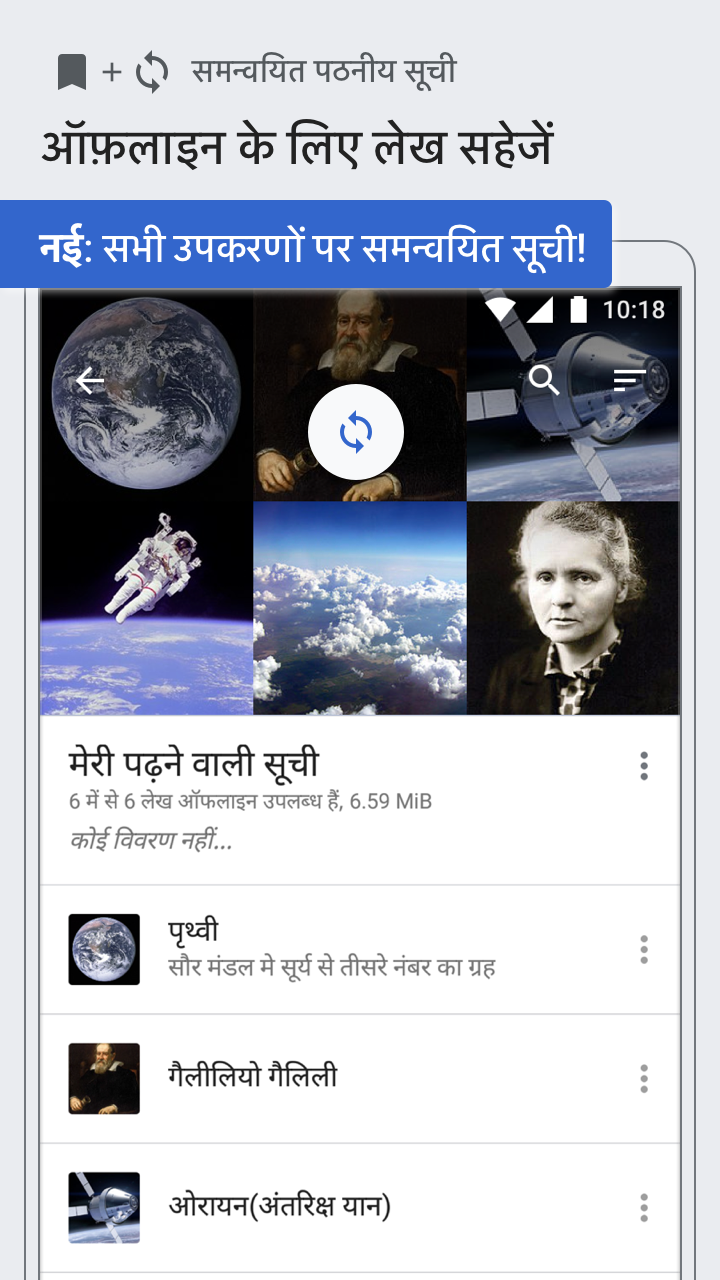 समन्वयित पठनीय सूची
ऑफ़लाइन के लिए लेख सहेजें
नई: सभी उपकरणों पर समन्वयित सूची!
10:18
मेरी पढ़ने वाली सूची
6 में से 6 लेख ऑफलाइन उपलब्ध हैं, 6.59 MiB
कोई विवरण नहीं...
पृथ्वी
सौर मंडल मे सूर्य से तीसरे नंबर का ग्रह
गैलीलियो गैलिली
ओरायन(अंतरिक्ष यान)